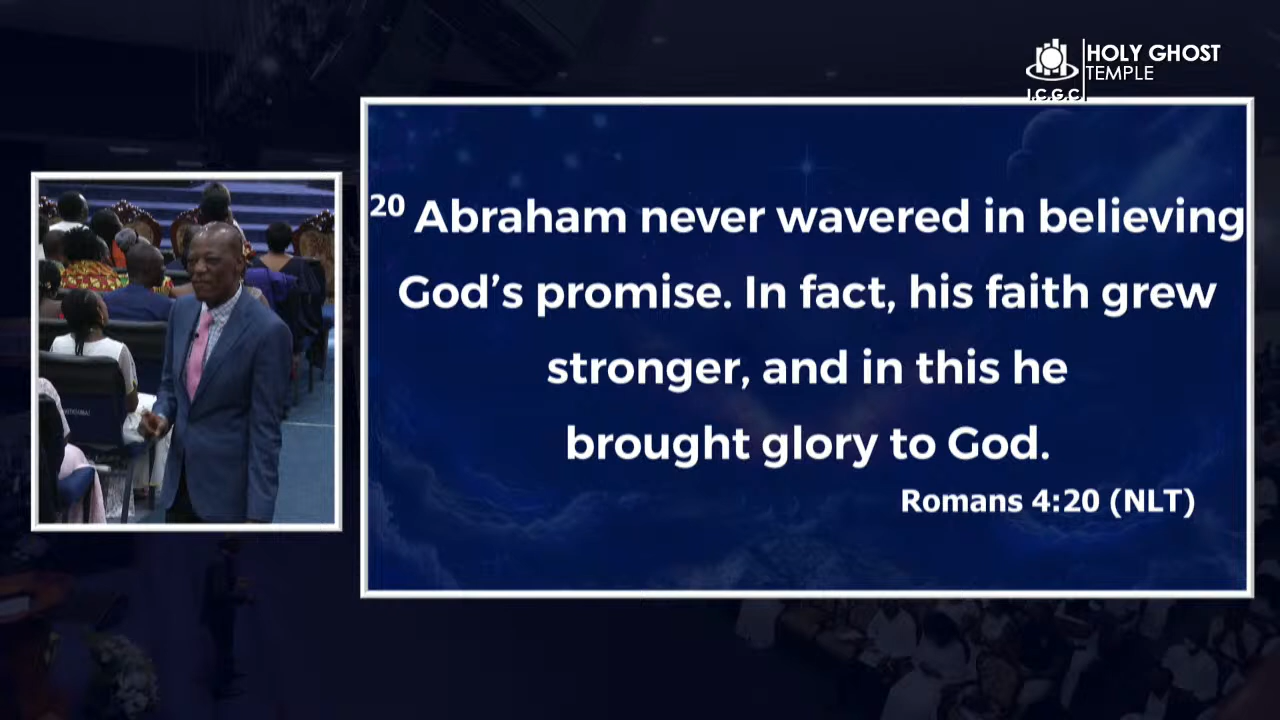 HOLY GHOST
TEMPLE
I.C.G.C
20 Abraham never wavered in believing
God’s promise. In fact, his faith grew
stronger, and in this he
brought glory to God.
Romans 4:20 (NLT)